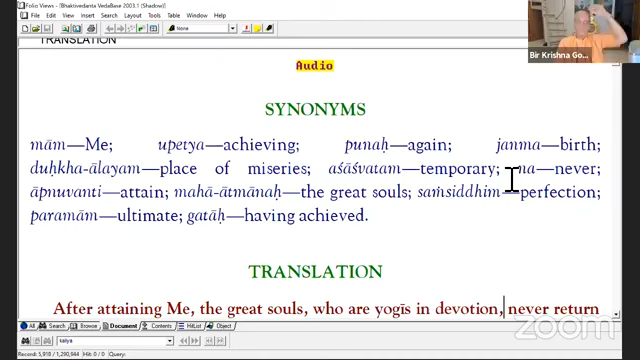 Folio Views - [Bhaktivedanta VedaBase 2003.1 (Shadow)]
File Edit View Search Layout Tools Window Help
None
TRANSLATION
Bir Krishna Go...
Audio
SYNONYMS
mām—Me; upetya—achieving; punaḥ—again; janma—birth;
duḥkha-ālayam—place of miseries; aśāśvatam—temporary; na—never;
āpnuvanti—attain; mahā-ātmānaḥ—the great souls; saṁsiddhim—perfection;
paramām—ultimate; gatāḥ—having achieved.
TRANSLATION
After attaining Me, the great souls, who are yogīs in devotion, never return
zoom
All Search Browse Document Contents HitList Object
kalya
Record: 5,918 / 1,290,944 Hit: 0 / 0 Query: